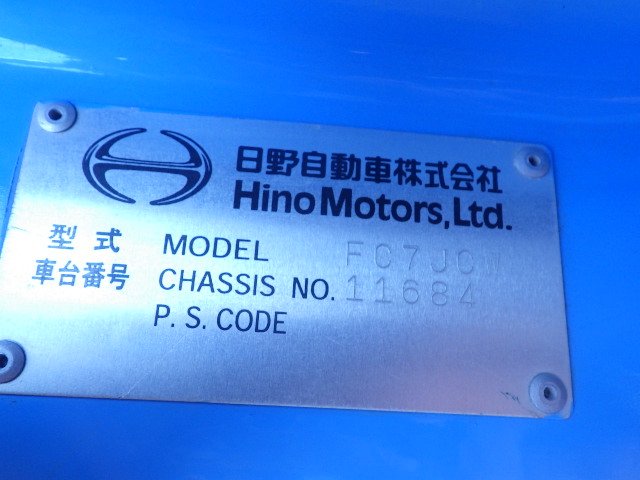 日野自動車株式会社
Hino Motors, Ltd.
型式 MODEL FC7JC
車台番号 CHASSIS NO. 11684
P. S. CODE